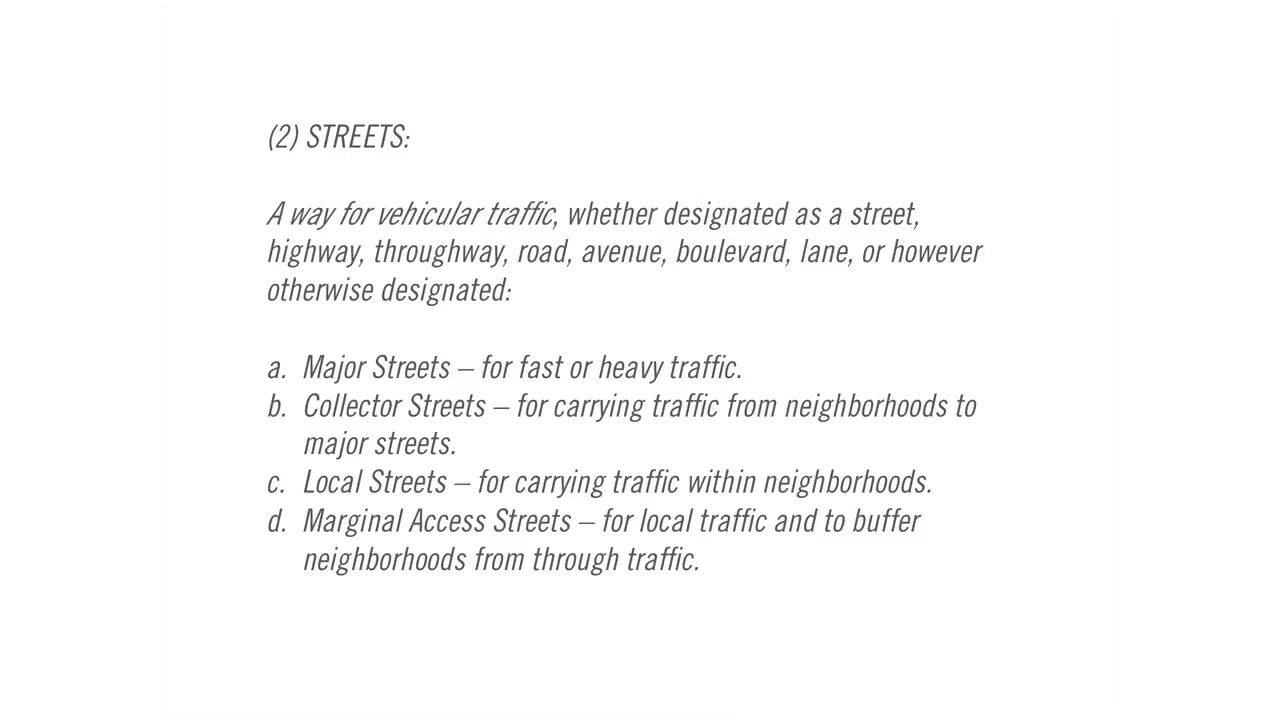 (2) STREETS:
A way for vehicular traffic, whether designated as a street,
highway, throughway, road, avenue, boulevard, lane, or however
otherwise designated:
a. Major Streets – for fast or heavy traffic.
b. Collector Streets – for carrying traffic from neighborhoods to
major streets.
c. Local Streets – for carrying traffic within neighborhoods.
d. Marginal Access Streets – for local traffic and to buffer
neighborhoods from through traffic.